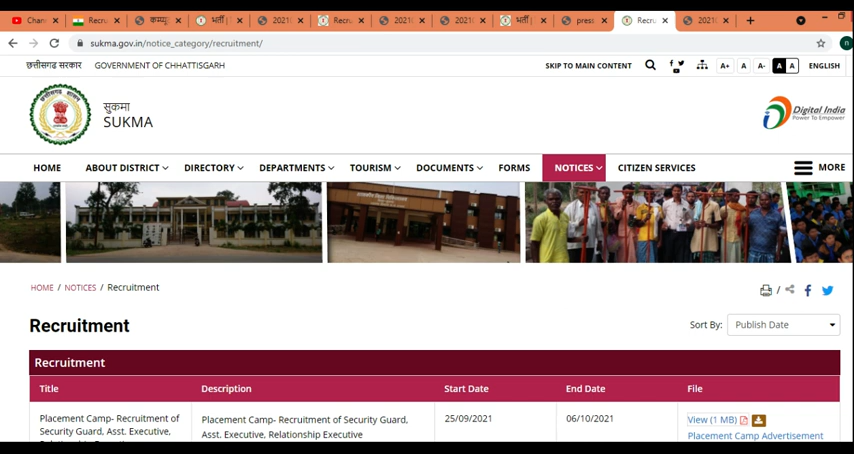 Chan
Recru
कम्प्यू
भर्ती |
20210
Recru
20210
20210
भर्ती |
press
Recru
20210
sukma.gov.in/notice_category/recruitment/
n
छत्तीसगढ सरकार GOVERNMENT OF CHHATTISGARH
SKIP TO MAIN CONTENT A+ A A- A A ENGLISH
सुकमा
SUKMA
Digital India
Power To Empower
HOME ABOUT DISTRICT DIRECTORY DEPARTMENTS TOURISM DOCUMENTS FORMS NOTICES CITIZEN SERVICES MORE
HOME / NOTICES / Recruitment
Recruitment
Sort By: Publish Date
Recruitment
Title Description Start Date End Date File
Placement Camp- Recruitment of
Security Guard, Asst. Executive,
Placement Camp- Recruitment of Security Guard,
Asst. Executive, Relationship Executive
25/09/2021
06/10/2021
View (1 MB)
Placement Camp Advertisement